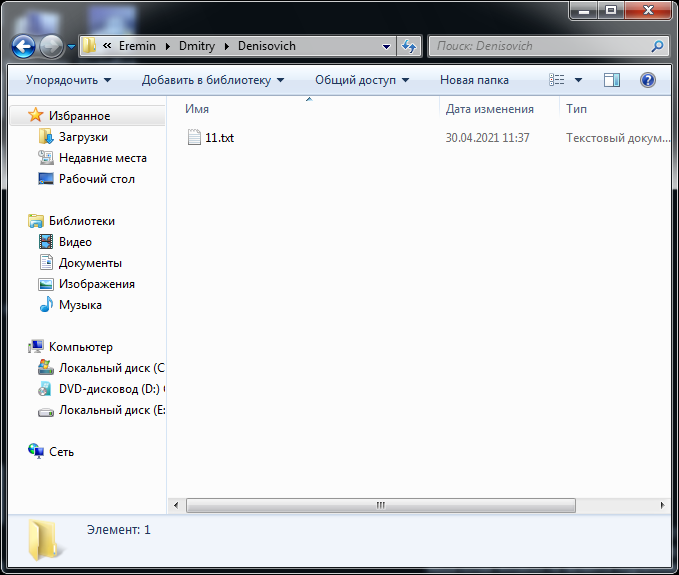 « Eremin ▸ Dmitry ▸ Denisovich
Поиск: Denisovich
Упорядочить Добавить в библиотеку Общий доступ Новая папка
Избранное
Загрузки
Недавние места
Рабочий стол
Библиотеки
Видео
Документы
Изображения
Музыка
Компьютер
Локальный диск (C
DVD-дисковод (D:)
Локальный диск (E:
Сеть
Имя Дата изменения Тип
11.txt 30.04.2021 11:37 Текстовый докум...
Элемент: 1